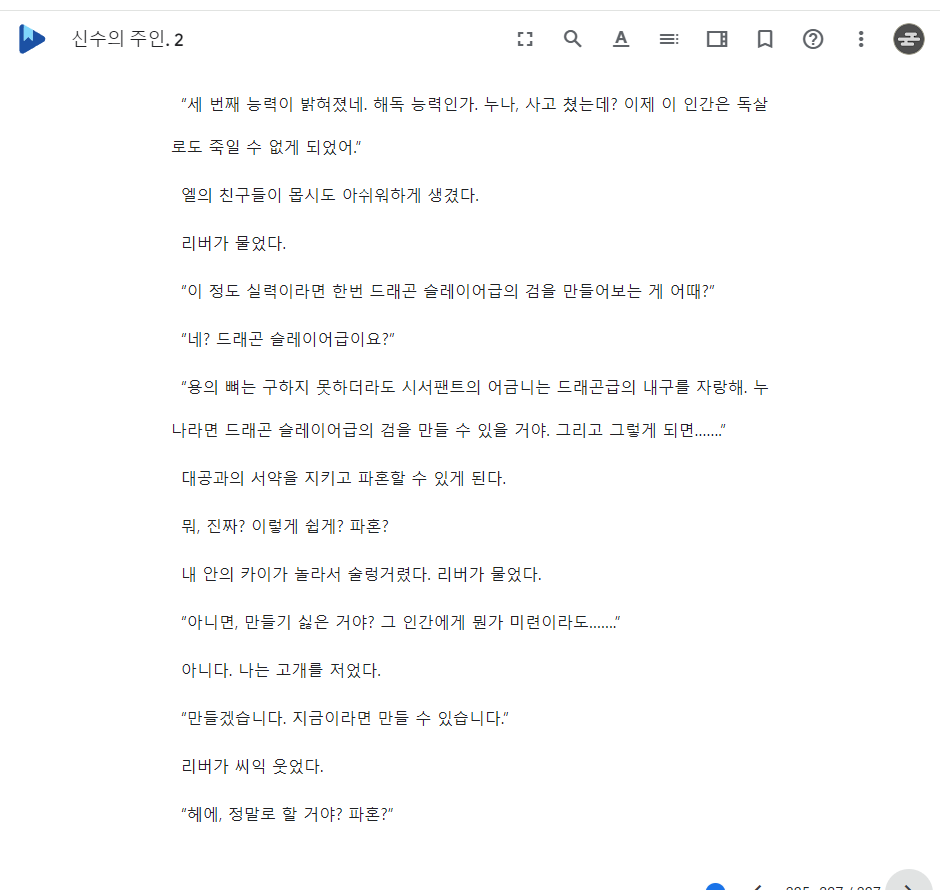 신수의 주인. 2
"세 번째 능력이 밝혀졌네. 해독 능력인가. 누나, 사고 쳤는데? 이제 이 인간은 독살
로도 죽일 수 없게 되었어."
엘의 친구들이 몹시도 아쉬워하게 생겼다.
리버가 물었다.
"이 정도 실력이라면 한번 드래곤 슬레이어급의 검을 만들어보는 게 어때?"
"네? 드래곤 슬레이어급이요?"
"용의 뼈는 구하지 못하더라도 시서팬트의 어금니는 드래곤급의 내구를 자랑해. 누
나라면 드래곤 슬레이어급의 검을 만들 수 있을 거야. 그리고 그렇게 되면……."
대공과의 서약을 지키고 파혼할 수 있게 된다.
뭐, 진짜? 이렇게 쉽게? 파혼?
내 안의 카이가 놀라서 술렁거렸다. 리버가 물었다.
"아니면, 만들기 싫은 거야? 그 인간에게 뭔가 미련이라도……."
아니다. 나는 고개를 저었다.
"만들겠습니다. 지금이라면 만들 수 있습니다."
리버가 씨익 웃었다.
"헤에, 정말로 할 거야? 파혼?"